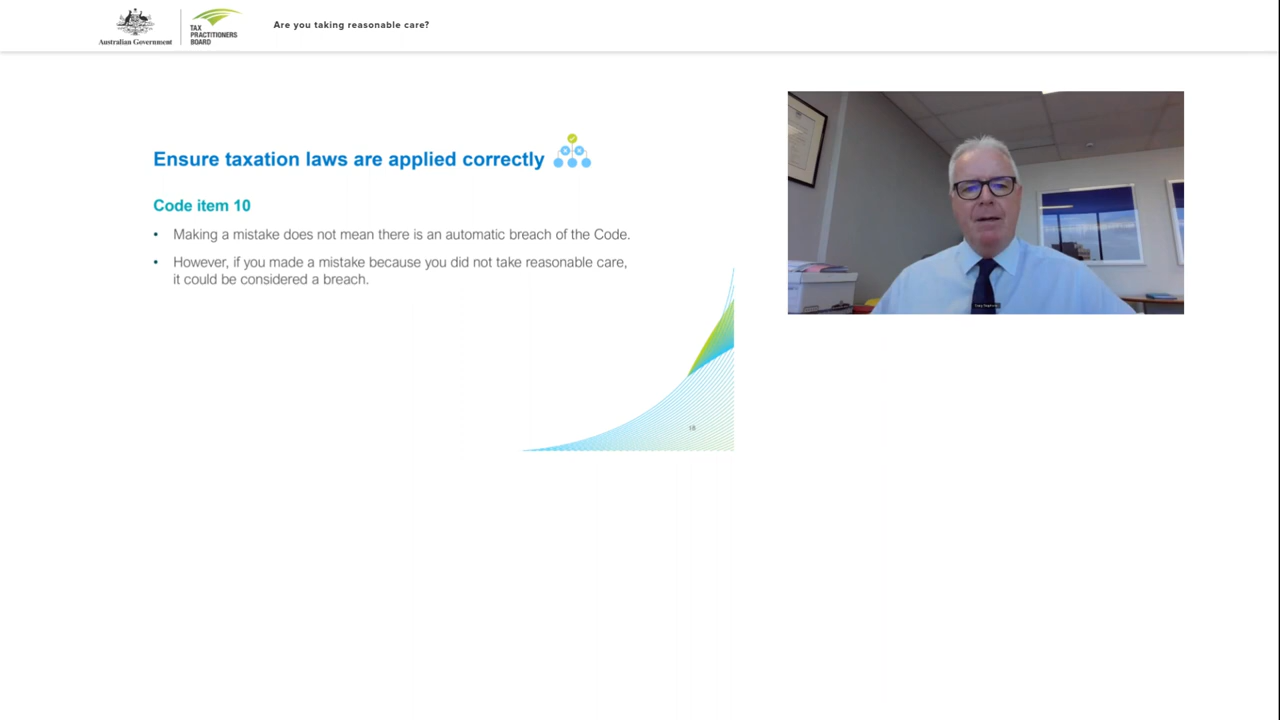 Are you taking reasonable care?
Australian Government
TAX
PRACTITIONERS
BOARD
Ensure taxation laws are applied correctly
Code item 10
• Making a mistake does not mean there is an automatic breach of the Code.
• However, if you made a mistake because you did not take reasonable care,
it could be considered a breach.
18